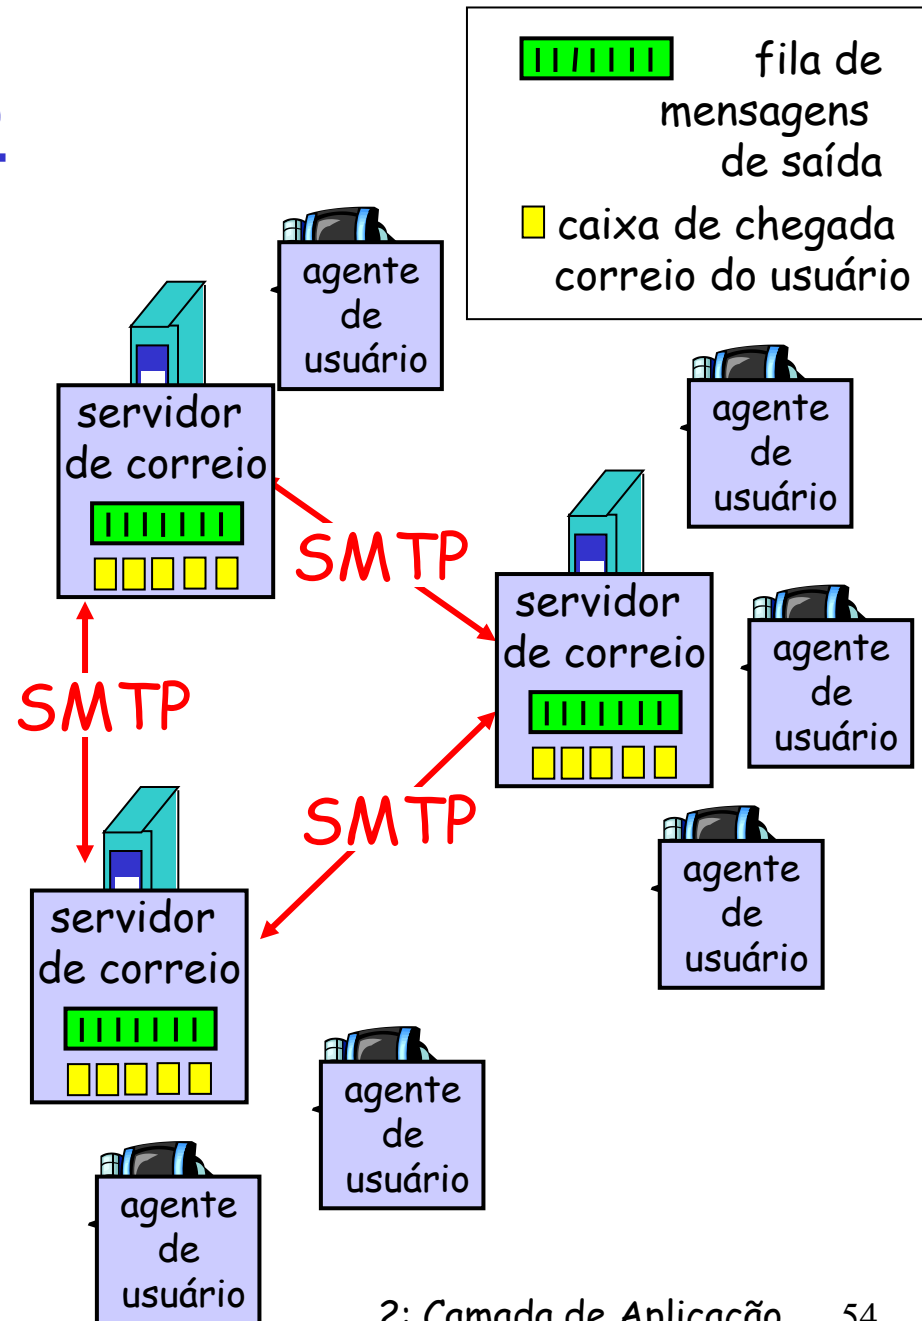 fila de
mensagens
de saída
caixa de chegada
correio do usuário
agente
de
usuário
servidor
de correio
SMTP
agente
de
usuário
servidor
de correio
agente
de
usuário
SMTP
SMTP
agente
de
usuário
servidor
de correio
agente
de
usuário
agente
de
usuário
2: Camada de Aplicação 54